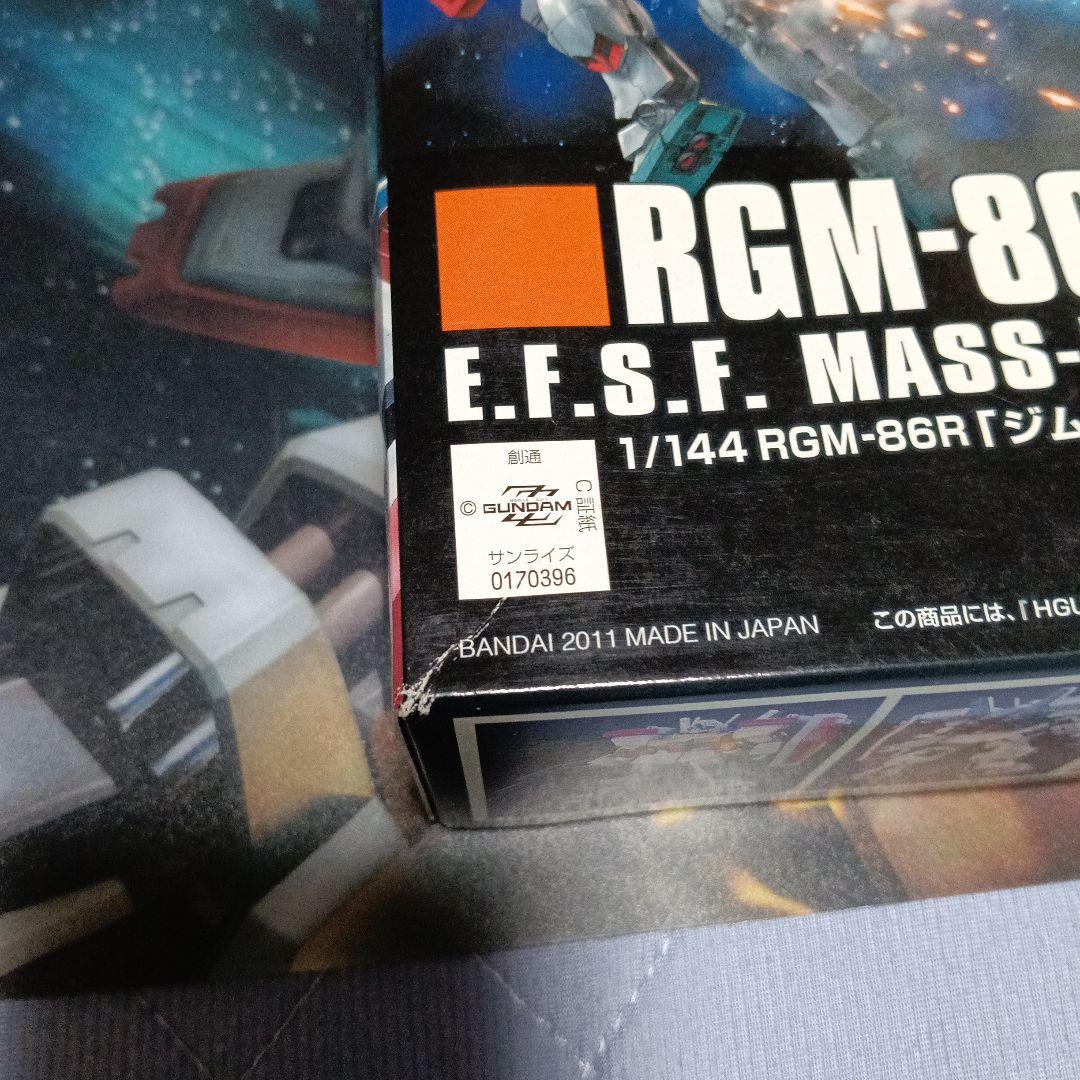 RGM-86
E.F.S.F. MASS-
1/144 RGM-86R「ジム
創通
© GUNDAM
C証紙
サンライズ
0170396
BANDAI 2011 MADE IN JAPAN
この商品には、「HGU